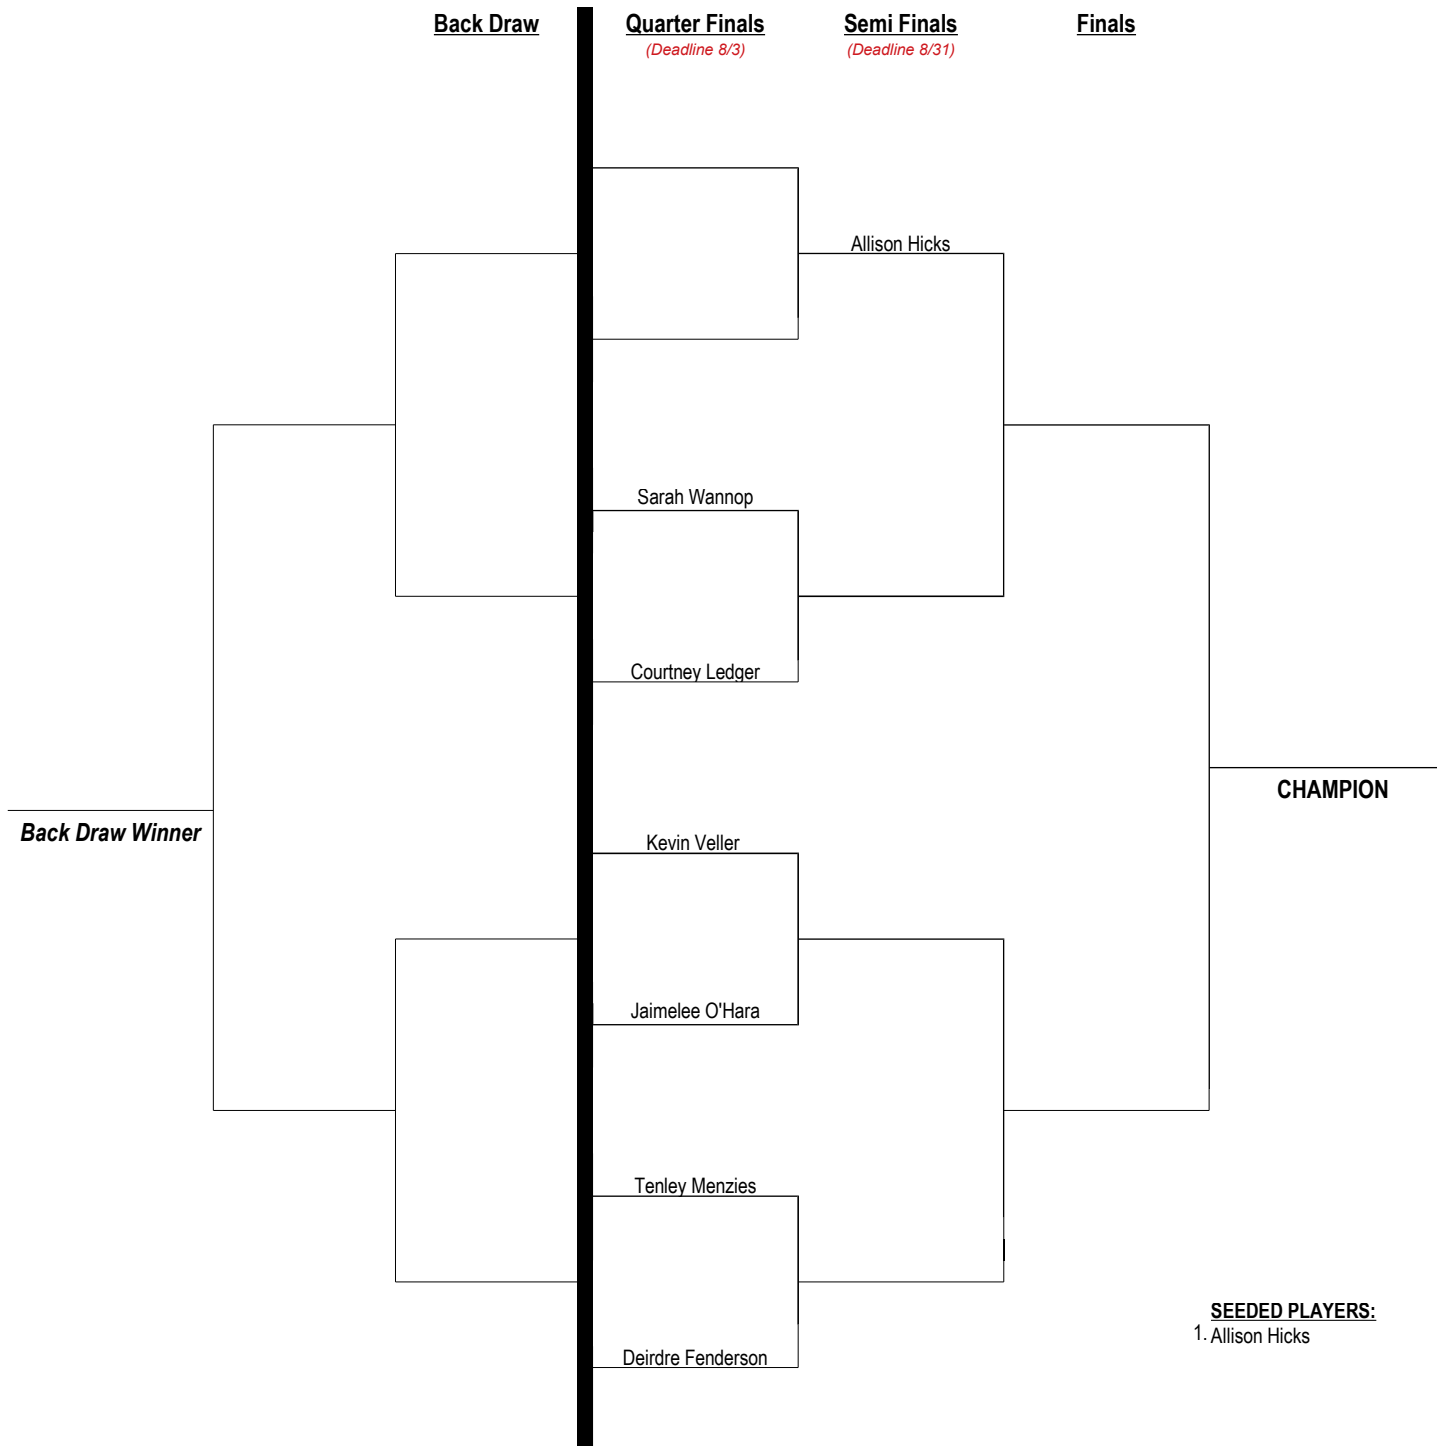 Back Draw
Quarter Finals
Semi Finals
Finals
(Deadline 8/3)
(Deadline 8/31)
Allison Hicks
Sarah Wannop
Courtney Ledger
CHAMPION
Back Draw Winner
Kevin Veller
Jaimelee O'Hara
Tenley Menzies
SEEDED PLAYERS:
1. Allison Hicks
Deirdre Fenderson